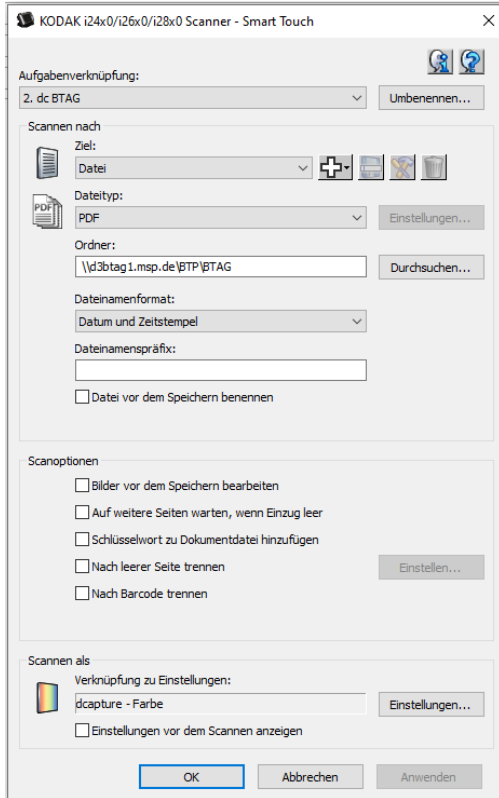 KODAK i24x0/i26x0/i28x0 Scanner - Smart Touch
Aufgabenverknüpfung:
2. dc BTAG
Umbenennen...
Scannen nach
Ziel:
Datei
Dateityp:
PDF
PDF
Einstellungen...
Ordner:
\\d3btag1.msp.de\BTP\BTAG
Durchsuchen...
Dateinamenformat:
Datum und Zeitstempel
Dateinamenspräfix:
Datei vor dem Speichern benennen
Scanoptionen
Bilder vor dem Speichern bearbeiten
Auf weitere Seiten warten, wenn Einzug leer
Schlüsselwort zu Dokumentdatei hinzufügen
Nach leerer Seite trennen
Einstellen...
Nach Barcode trennen
Scannen als
Verknüpfung zu Einstellungen:
dcapture - Farbe
Einstellungen...
Einstellungen vor dem Scannen anzeigen
OK
Abbrechen
Anwenden